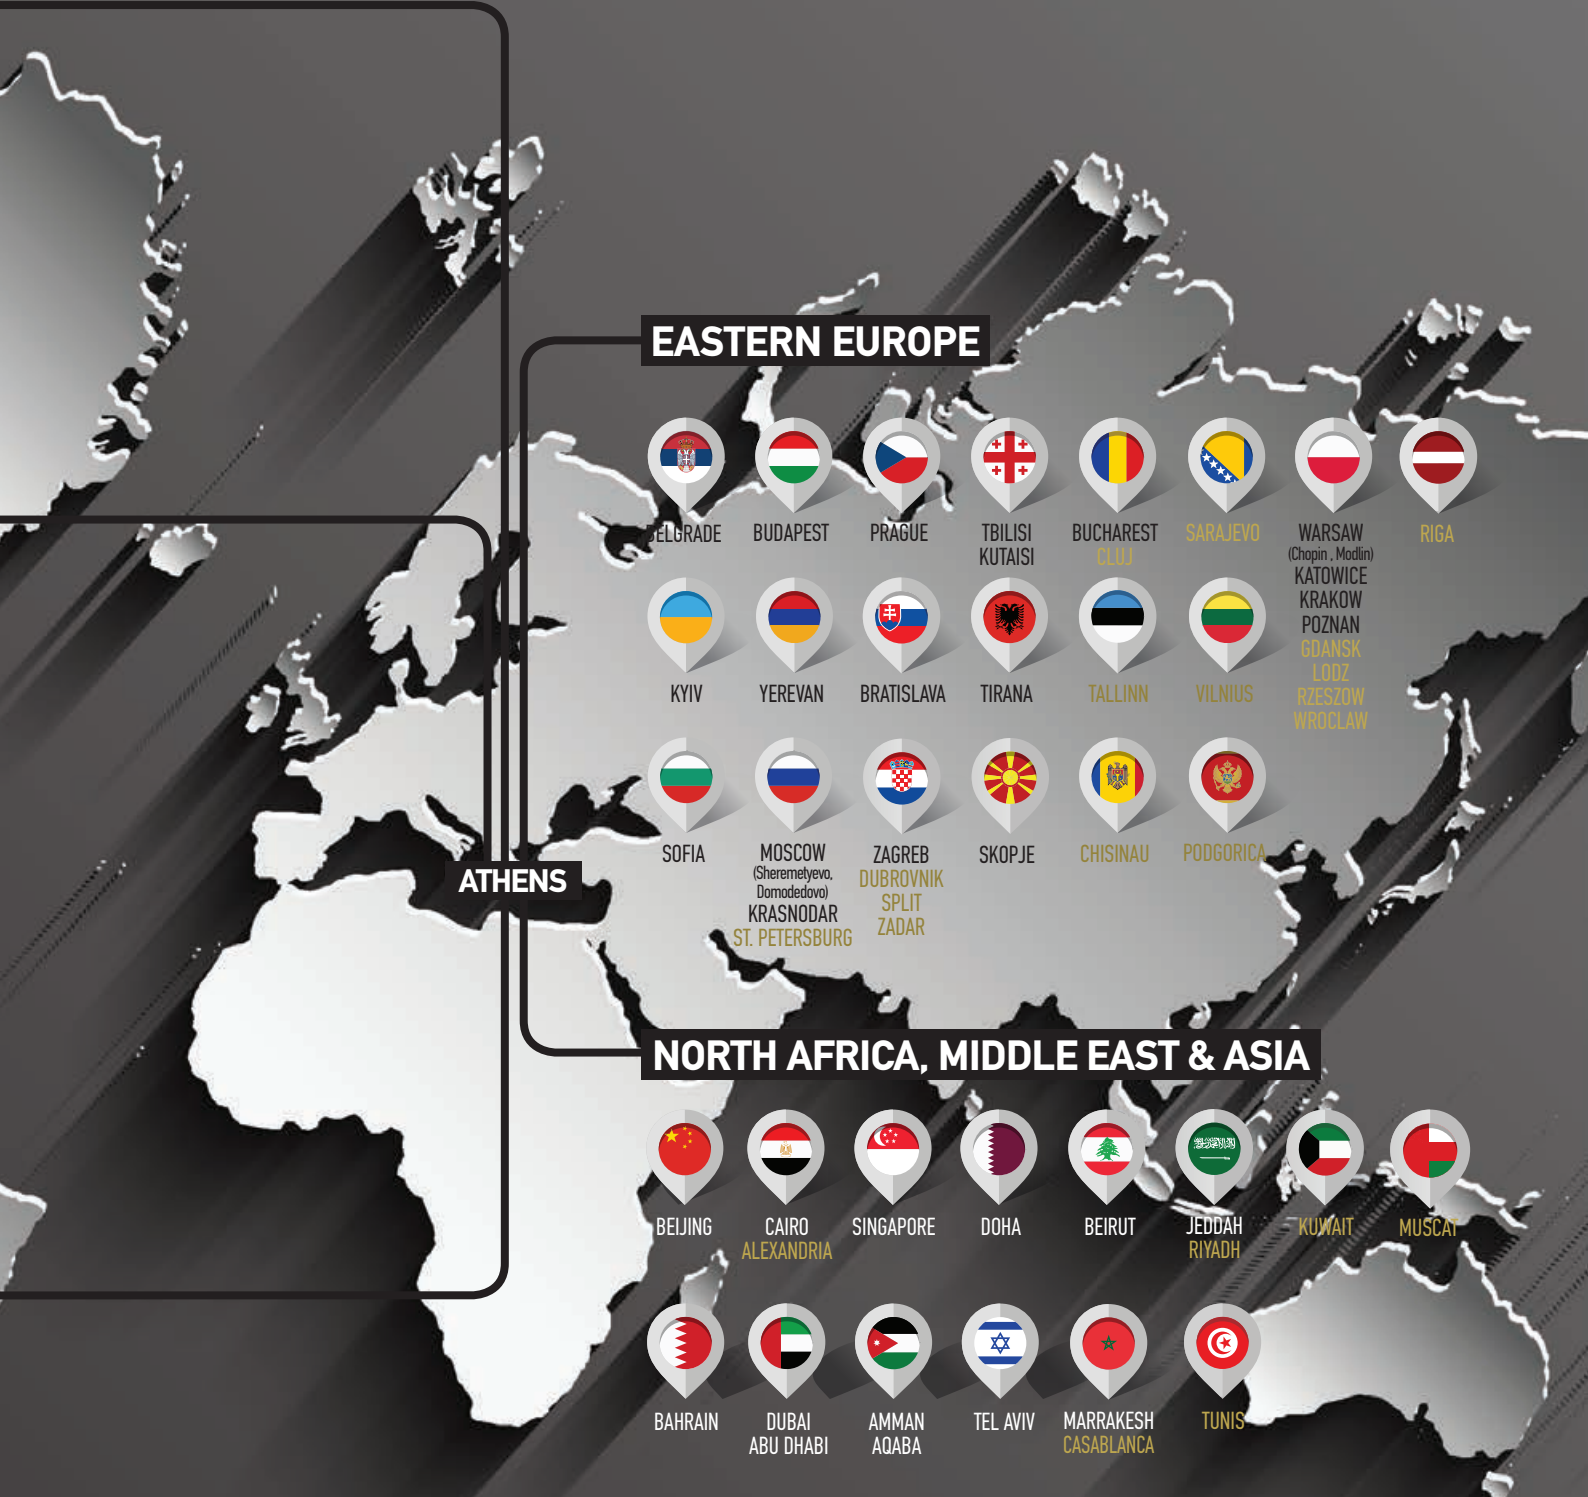 EASTERN EUROPE
BELGRADE
BUDAPEST
PRAGUE
TBILISI
KUTAISI
BUCHAREST
CLUJ
SARAJEVO
WARSAW
(Chopin , Modlin)
KATOWICE
KRAKOW
POZNAN
GDANSK
LODZ
RZESZOW
WROCLAW
RIGA
KYIV
YEREVAN
BRATISLAVA
TIRANA
TALLINN
VILNIUS
SOFIA
MOSCOW
(Sheremetyevo,
Domodedovo)
KRASNODAR
ST. PETERSBURG
ZAGREB
DUBROVNIK
SPLIT
ZADAR
SKOPJE
CHISINAU
PODGORICA
ATHENS
NORTH AFRICA, MIDDLE EAST & ASIA
BEIJING
CAIRO
ALEXANDRIA
SINGAPORE
DOHA
BEIRUT
JEDDAH
RIYADH
KUWAIT
MUSCAT
BAHRAIN
DUBAI
ABU DHABI
AMMAN
AQABA
TEL AVIV
MARRAKESH
CASABLANCA
TUNIS